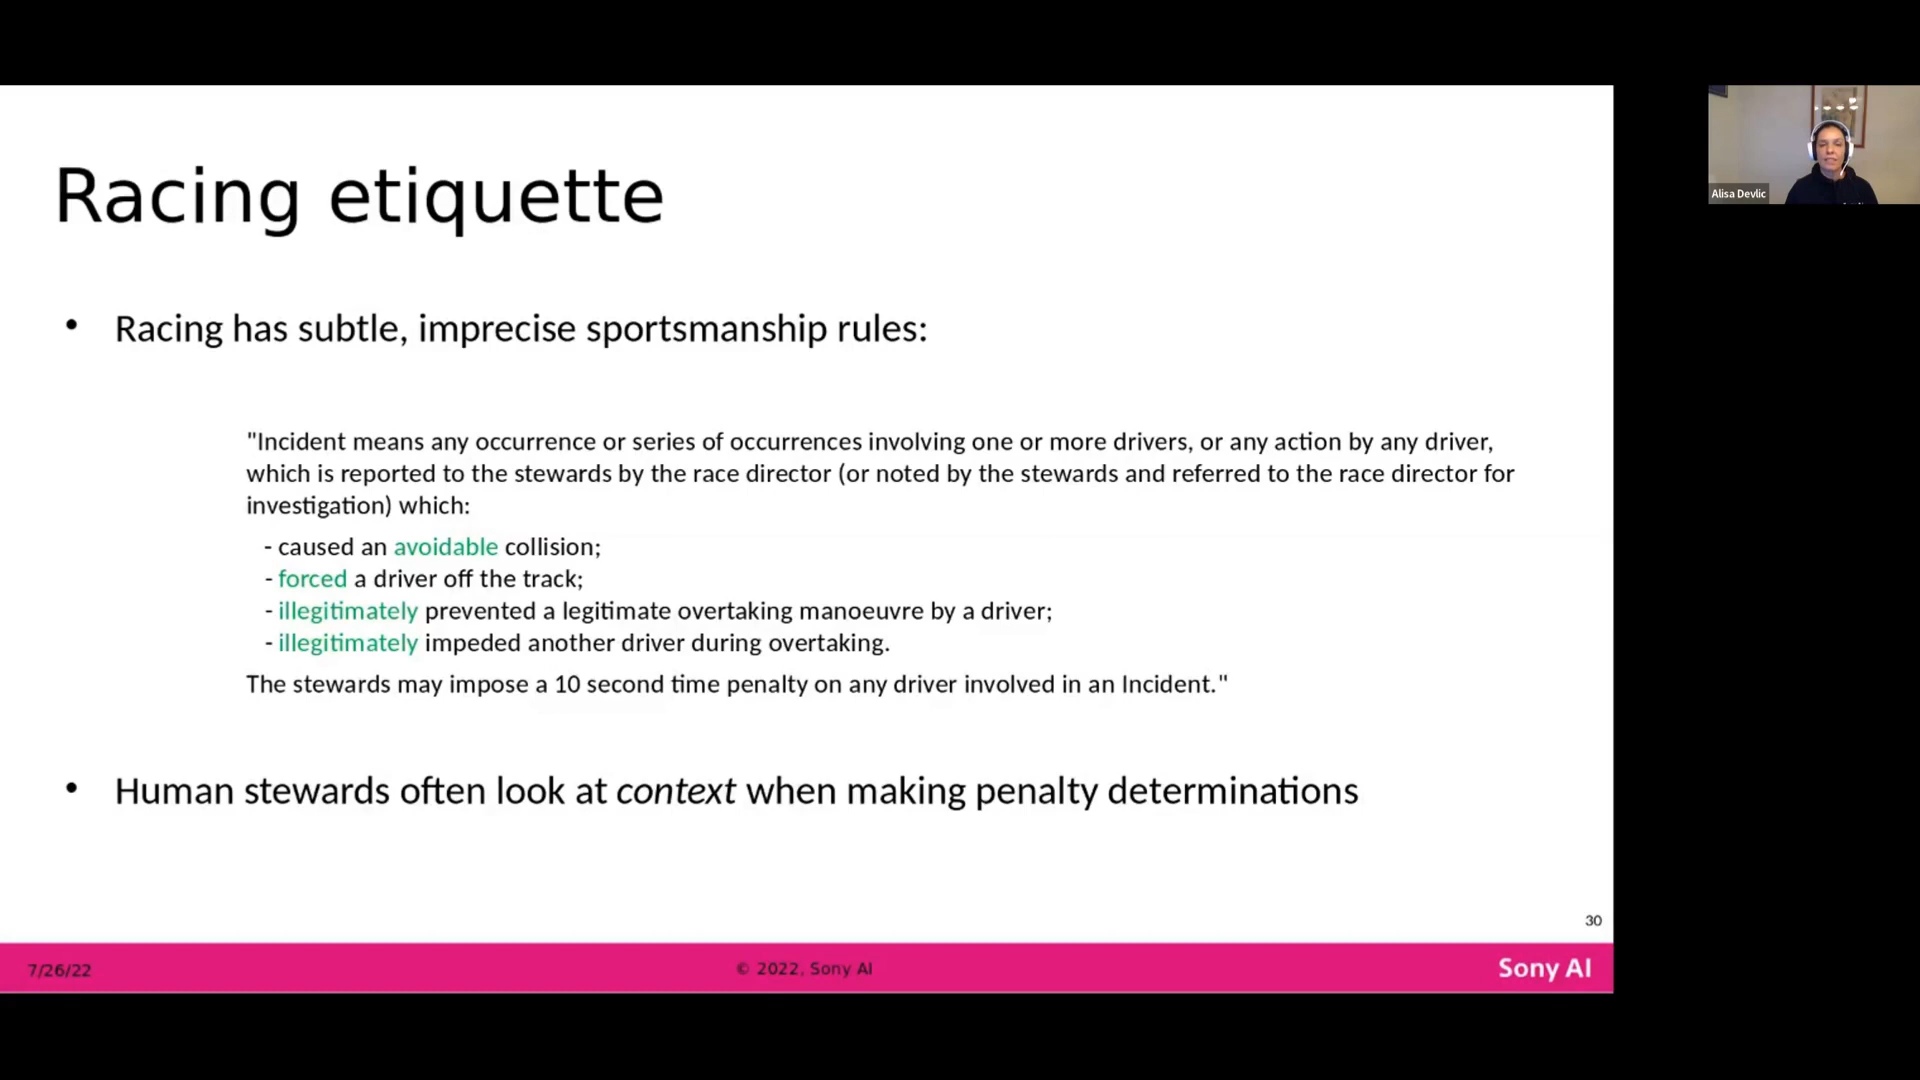 Racing etiquette
Alisa Devlic
• Racing has subtle, imprecise sportsmanship rules:
"Incident means any occurrence or series of occurrences involving one or more drivers, or any action by any driver,
which is reported to the stewards by the race director (or noted by the stewards and referred to the race director for
investigation) which:
- caused an avoidable collision;
- forced a driver off the track;
- illegitimately prevented a legitimate overtaking manoeuvre by a driver;
- illegitimately impeded another driver during overtaking.
The stewards may impose a 10 second time penalty on any driver involved in an Incident."
• Human stewards often look at context when making penalty determinations
30
7/26/22
© 2022, Sony AI
Sony AI